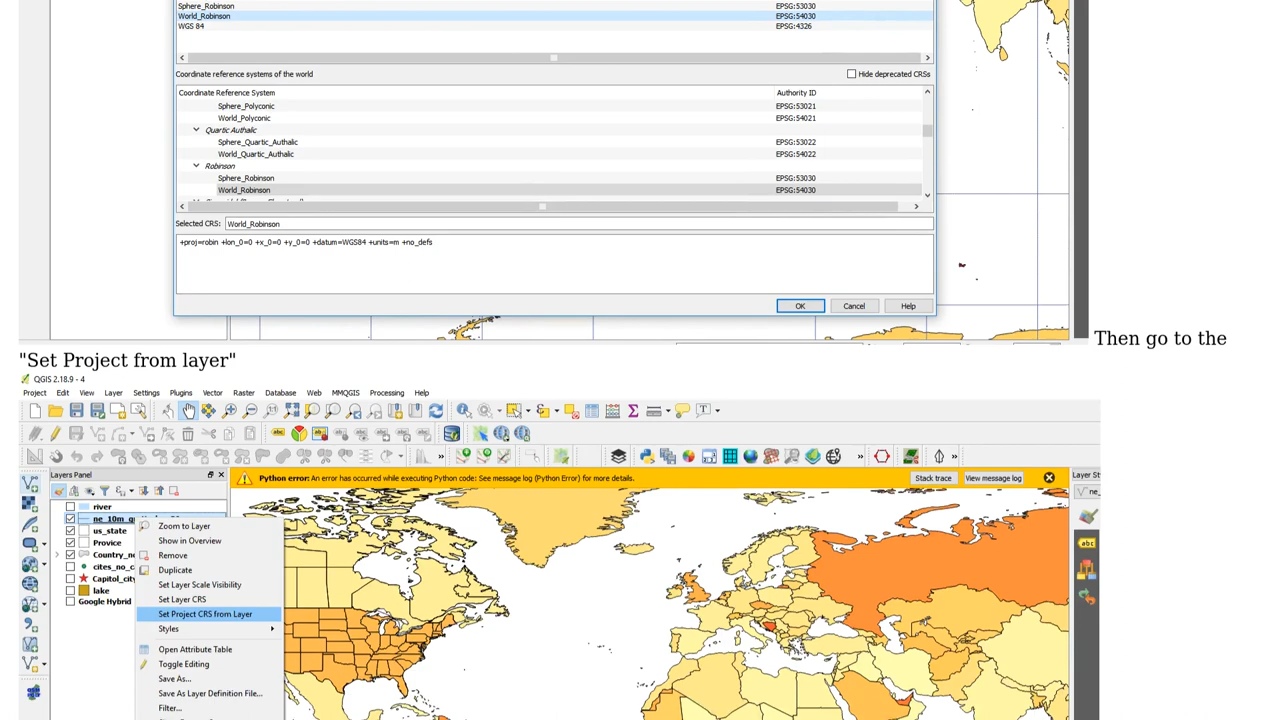 Sphere_Robinson EPSG:53030
World_Robinson EPSG:54030
WGS 84 EPSG:4326
Coordinate reference systems of the world Hide deprecated CRSs
Coordinate Reference System Authority ID
Sphere_Polyconic EPSG:53021
World_Polyconic EPSG:54021
Quartic Authalic
Sphere_Quartic_Authalic EPSG:53022
World_Quartic_Authalic EPSG:54022
Robinson
Sphere_Robinson EPSG:53030
World_Robinson EPSG:54030
Selected CRS: World_Robinson
+proj=robin +lon_0=0 +x_0=0 +y_0=0 +datum=WGS84 +units=m +no_defs
OK Cancel Help
Then go to the
"Set Project from layer"
QGIS 2.18.9 - 4
Project Edit View Layer Settings Plugins Vector Raster Database Web MMQGIS Processing Help
Layers Panel
Python error: An error has occurred while executing Python code: See message log (Python Error) for more details. Stack trace View message log
Layer St
river
ne_10m_
us_state
Provice
Country_n
cites_no_c
Capitol_city
lake
Google Hybrid
Zoom to Layer
Show in Overview
Remove
Duplicate
Set Layer Scale Visibility
Set Layer CRS
Set Project CRS from Layer
Styles
Open Attribute Table
Toggle Editing
Save As...
Save As Layer Definition File...
Filter...